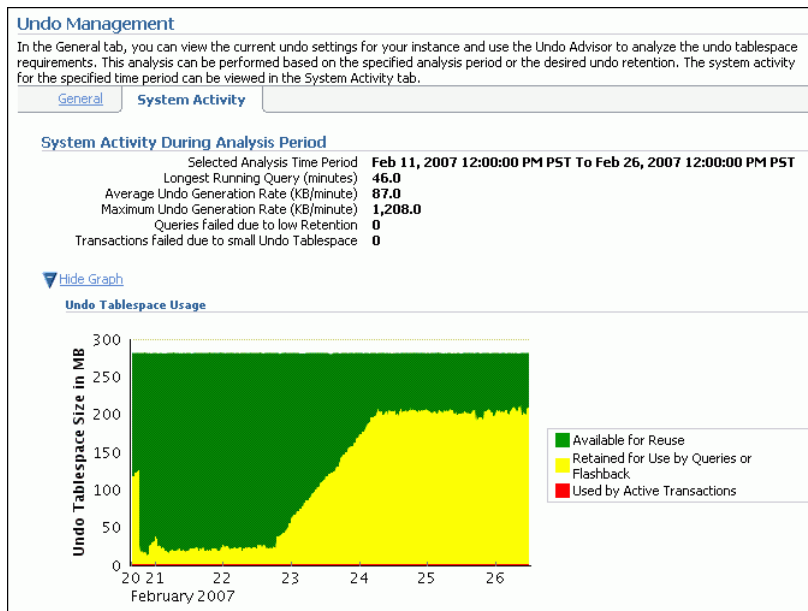 Undo Management
In the General tab, you can view the current undo settings for your instance and use the Undo Advisor to analyze the undo tablespace
requirements. This analysis can be performed based on the specified analysis period or the desired undo retention. The system activity
for the specified time period can be viewed in the System Activity tab.
General System Activity
System Activity During Analysis Period
Selected Analysis Time Period Feb 11, 2007 12:00:00 PM PST To Feb 26, 2007 12:00:00 PM PST
Longest Running Query (minutes) 46.0
Average Undo Generation Rate (KB/minute) 87.0
Maximum Undo Generation Rate (KB/minute) 1,208.0
Queries failed due to low Retention 0
Transactions failed due to small Undo Tablespace 0
Hide Graph
Undo Tablespace Usage
Undo Tablespace Size in MB
300
250
200
150
100
50
0
20 21 22 23 24 25 26
February 2007
Available for Reuse
Retained for Use by Queries or
Flashback
Used by Active Transactions